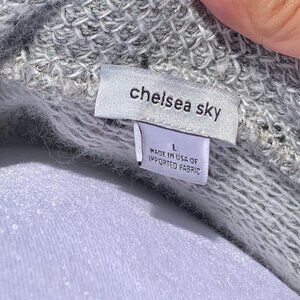 chelsea sky
L
MADE IN USA OF
IMPORTED FABRIC